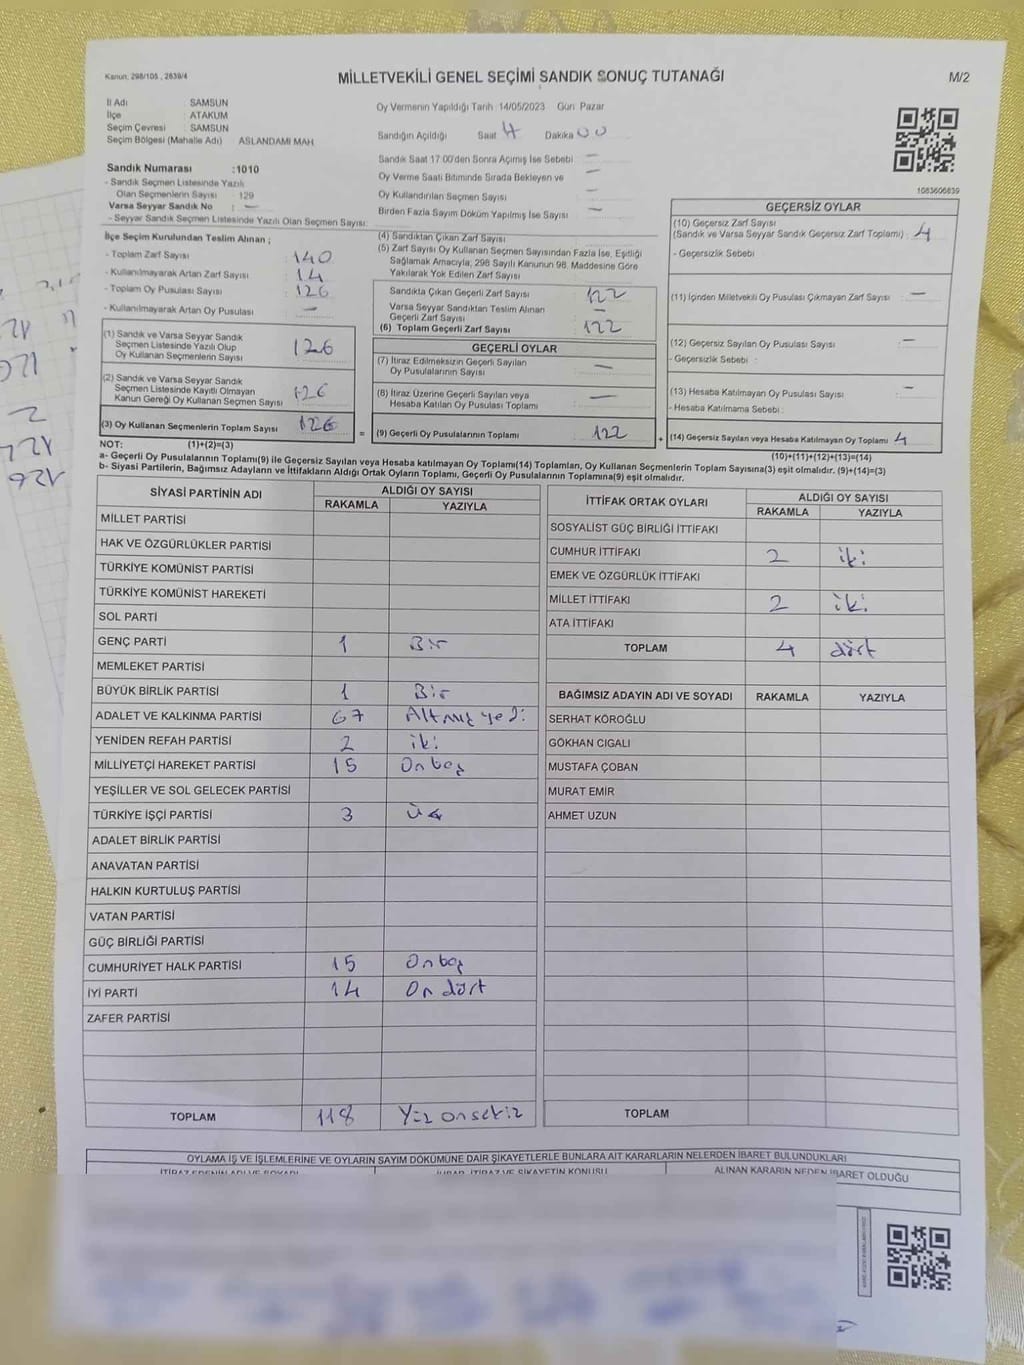 Kanun, 298/105 , 2839/4
MİLLETVEKİLİ GENEL SEÇİMİ SANDIK SONUÇ TUTANAĞI
M/2
İl Adı : SAMSUN
İlçe : ATAKUM
Seçim Çevresi : SAMSUN
Seçim Bölgesi (Mahalle Adı) ASLANDAMI MAH.
Oy Vermenin Yapıldığı Tarih :14/05/2023 Gün: Pazar
Sandığın Açıldığı Saat 4 Dakika 00
Sandık Saat 17:00'den Sonra Açılmış İse Sebebi —
Oy Verme Saati Bitiminde Sırada Bekleyen ve —
Oy Kullandırılan Seçmen Sayısı —
Birden Fazla Sayım Döküm Yapılmış İse Sayısı —
1083606839
Sandık Numarası :1010
- Sandık Seçmen Listesinde Yazılı
Olan Seçmenlerin Sayısı : 129
Varsa Seyyar Sandık No : —
- Seyyar Sandık Seçmen Listesinde Yazılı Olan Seçmen Sayısı:
İlçe Seçim Kurulundan Teslim Alınan ;
- Toplam Zarf Sayısı : 140
- Kullanılmayarak Artan Zarf Sayısı : 14
- Toplam Oy Pusulası Sayısı : 126
- Kullanılmayarak Artan Oy Pusulası : —
(1) Sandık ve Varsa Seyyar Sandık
Seçmen Listesinde Yazılı Olup
Oy Kullanan Seçmenlerin Sayısı 126
(2) Sandık ve Varsa Seyyar Sandık
Seçmen Listesinde Kayıtlı Olmayan
Kanun Gereği Oy Kullanan Seçmen Sayısı 126
(3) Oy Kullanan Seçmenlerin Toplam Sayısı 126
(4) Sandıktan Çıkan Zarf Sayısı
(5) Zarf Sayısı Oy Kullanan Seçmen Sayısından Fazla İse, Eşitliği
Sağlamak Amacıyla; 298 Sayılı Kanunun 98. Maddesine Göre
Yakılarak Yok Edilen Zarf Sayısı
Sandıkta Çıkan Geçerli Zarf Sayısı : 122
Varsa Seyyar Sandıktan Teslim Alınan
Geçerli Zarf Sayısı : —
(6) Toplam Geçerli Zarf Sayısı : 122
GEÇERLİ OYLAR
(7) İtiraz Edilmeksizin Geçerli Sayılan
Oy Pusulalarının Sayısı : —
(8) İtiraz Üzerine Geçerli Sayılan veya
Hesaba Katılan Oy Pusulası Toplamı : —
= (9) Geçerli Oy Pusulalarının Toplamı : 122
GEÇERSİZ OYLAR
(10) Geçersiz Zarf Sayısı
(Sandık ve Varsa Seyyar Sandık Geçersiz Zarf Toplamı) : 4
- Geçersizlik Sebebi :
(11) İçinden Milletvekili Oy Pusulası Çıkmayan Zarf Sayısı : —
(12) Geçersiz Sayılan Oy Pusulası Sayısı : —
- Geçersizlik Sebebi :
(13) Hesaba Katılmayan Oy Pusulası Sayısı : —
- Hesaba Katılmama Sebebi :
+ (14) Geçersiz Sayılan veya Hesaba Katılmayan Oy Toplamı : 4
NOT: (1)+(2)=(3)
(10)+(11)+(12)+(13)=(14)
a- Geçerli Oy Pusulalarının Toplamı(9) ile Geçersiz Sayılan veya Hesaba katılmayan Oy Toplamı(14) Toplamları, Oy Kullanan Seçmenlerin Toplam Sayısına(3) eşit olmalıdır. (9)+(14)=(3)
b- Siyasi Partilerin, Bağımsız Adayların ve İttifakların Aldığı Ortak Oyların Toplamı, Geçerli Oy Pusulalarının Toplamına(9) eşit olmalıdır.
SİYASİ PARTİNİN ADI ALDIĞI OY SAYISI
RAKAMLA YAZIYLA
MİLLET PARTİSİ
HAK VE ÖZGÜRLÜKLER PARTİSİ
TÜRKİYE KOMÜNİST PARTİSİ
TÜRKİYE KOMÜNİST HAREKETİ
SOL PARTİ
GENÇ PARTİ 1 Bir
MEMLEKET PARTİSİ
BÜYÜK BİRLİK PARTİSİ 1 Bir
ADALET VE KALKINMA PARTİSİ 67 Altmış yedi
YENİDEN REFAH PARTİSİ 2 iki
MİLLİYETÇİ HAREKET PARTİSİ 15 Onbeş
YEŞİLLER VE SOL GELECEK PARTİSİ
TÜRKİYE İŞÇİ PARTİSİ 3 Üç
ADALET BİRLİK PARTİSİ
ANAVATAN PARTİSİ
HALKIN KURTULUŞ PARTİSİ
VATAN PARTİSİ
GÜÇ BİRLİĞİ PARTİSİ
CUMHURİYET HALK PARTİSİ 15 Onbeş
İYİ PARTİ 14 On dört
ZAFER PARTİSİ
TOPLAM 118 Yüz onsekiz
İTTİFAK ORTAK OYLARI ALDIĞI OY SAYISI
RAKAMLA YAZIYLA
SOSYALİST GÜÇ BİRLİĞİ İTTİFAKI
CUMHUR İTTİFAKI 2 iki
EMEK VE ÖZGÜRLÜK İTTİFAKI
MİLLET İTTİFAKI 2 iki
ATA İTTİFAKI
TOPLAM 4 dört
BAĞIMSIZ ADAYIN ADI VE SOYADI RAKAMLA YAZIYLA
SERHAT KÖROĞLU
GÖKHAN CIGALI
MUSTAFA ÇOBAN
MURAT EMİR
AHMET UZUN
TOPLAM
OYLAMA İŞ VE İŞLEMLERİNE VE OYLARIN SAYIM DÖKÜMÜNE DAİR ŞİKAYETLERLE BUNLARA AİT KARARLARIN NELERDEN İBARET BULUNDUKLARI
İTİRAZ EDENİN ADI VE SOYADI İHBAR, İTİRAZ VE ŞİKAYETİN KONUSU ALINAN KARARIN NEDEN İBARET OLDUĞU